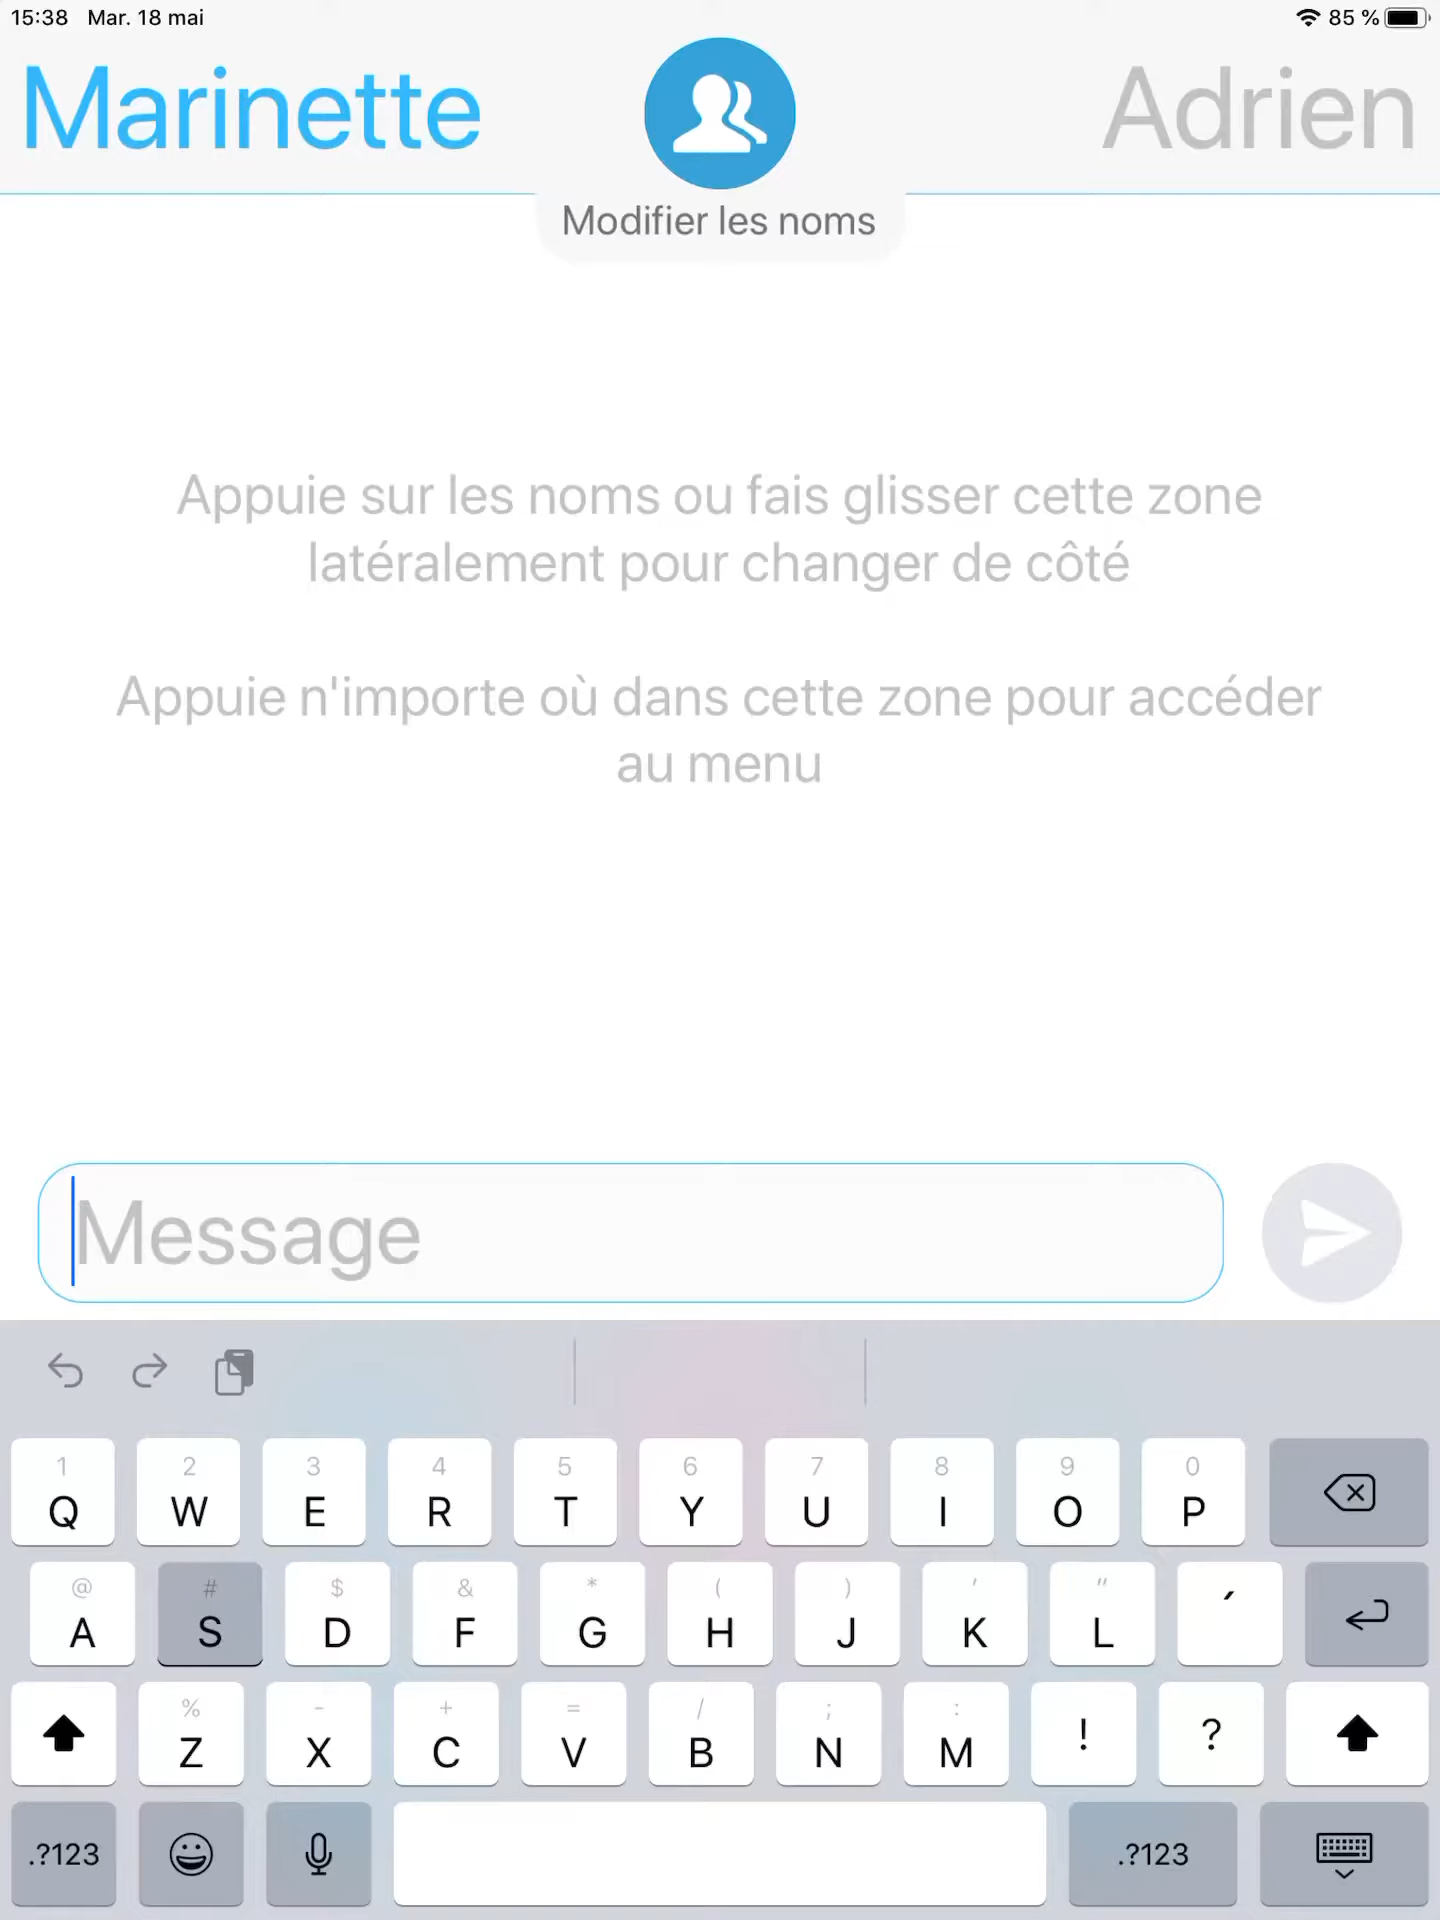 15:38 Mar. 18 mai 85 %
Marinette Adrien
Modifier les noms
Appuie sur les noms ou fais glisser cette zone
latéralement pour changer de côté
Appuie n'importe où dans cette zone pour accéder
au menu
Message
1 2 3 4 5 6 7 8 9 0
Q W E R T Y U I O P
@ # $ & * ( ) ' "
A S D F G H J K L ´
% - + = / ; :
Z X C V B N M ! ?
.?123 .?123